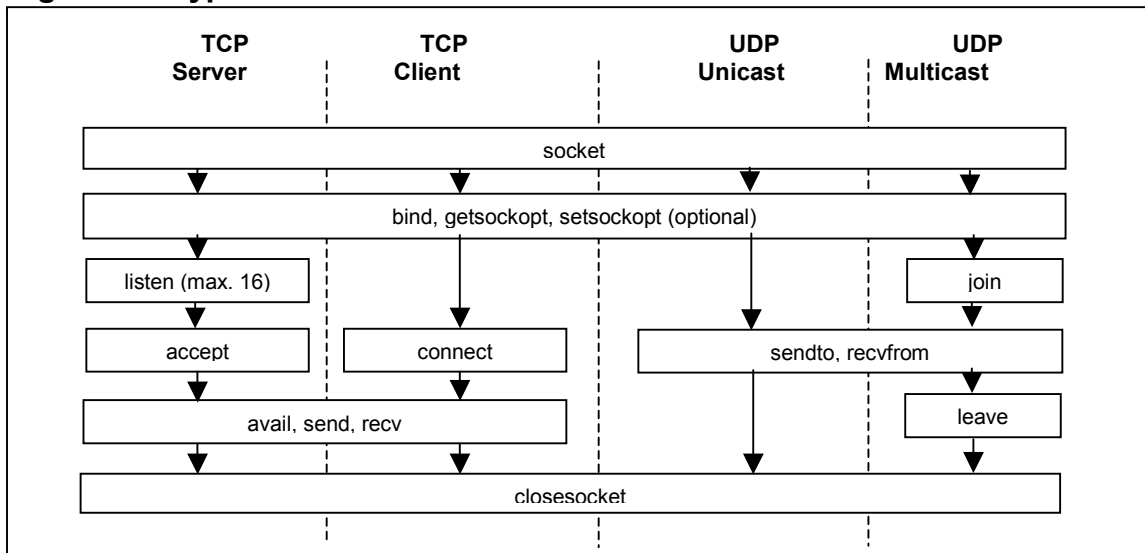 TCP Server
TCP Client
UDP Unicast
UDP Multicast
socket
bind, getsockopt, setsockopt (optional)
listen (max. 16)
join
accept
connect
sendto, recvfrom
avail, send, recv
leave
closesocket